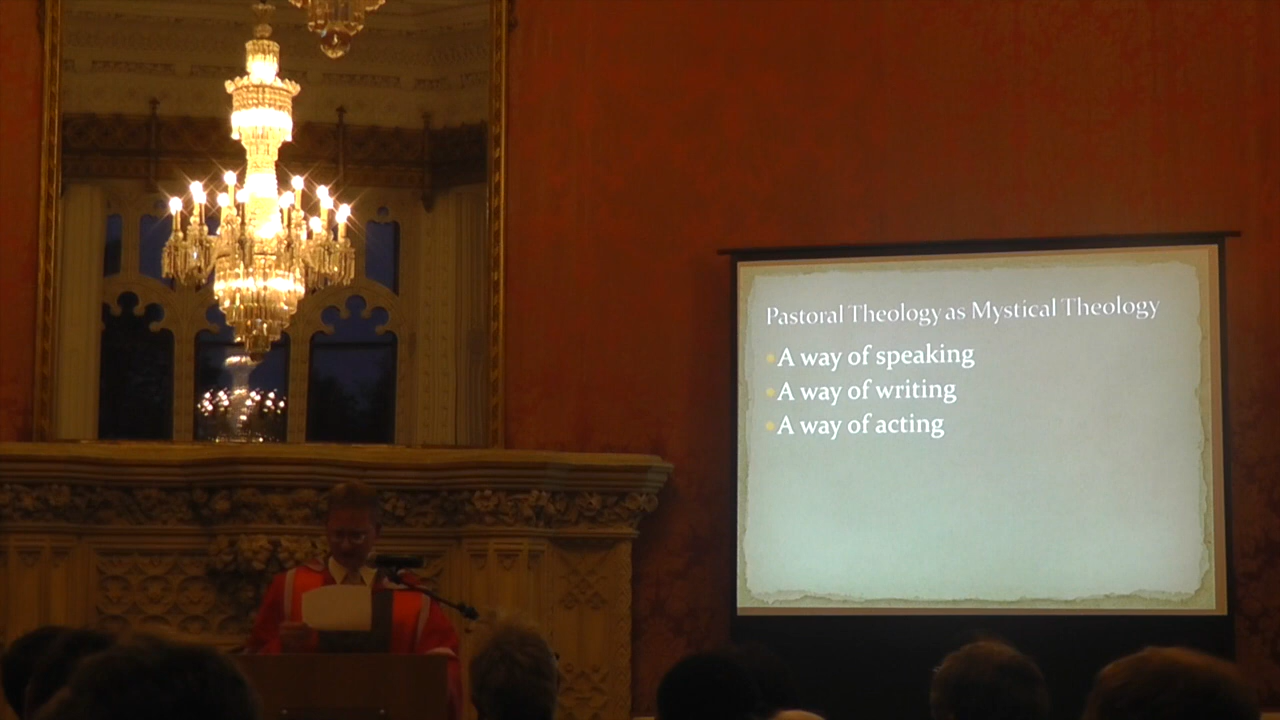 Pastoral Theology as Mystical Theology
A way of speaking
A way of writing
A way of acting